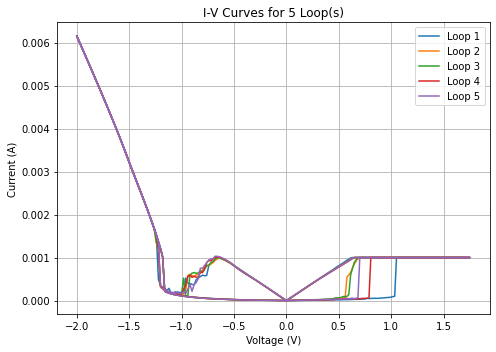 I-V Curves for 5 Loop(s)
Loop 1
Loop 2
Loop 3
Loop 4
Loop 5
Current (A)
0.006
0.005
0.004
0.003
0.002
0.001
0.000
−2.0 −1.5 −1.0 −0.5 0.0 0.5 1.0 1.5
Voltage (V)